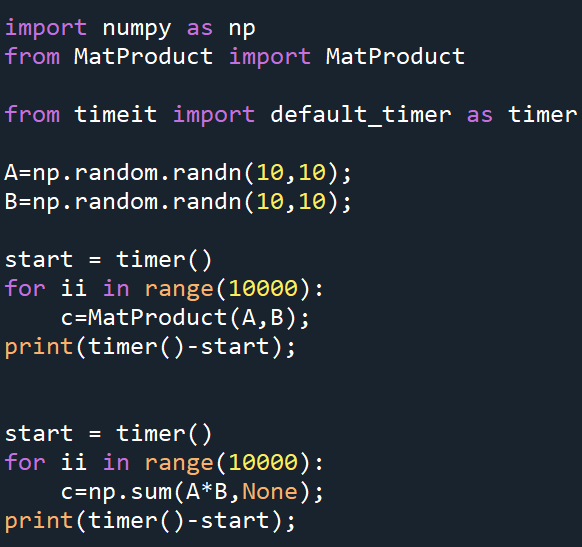 import numpy as np
from MatProduct import MatProduct
from timeit import default_timer as timer
A=np.random.randn(10,10);
B=np.random.randn(10,10);
start = timer()
for ii in range(10000):
    c=MatProduct(A,B);
print(timer()-start);
start = timer()
for ii in range(10000):
    c=np.sum(A*B,None);
print(timer()-start);